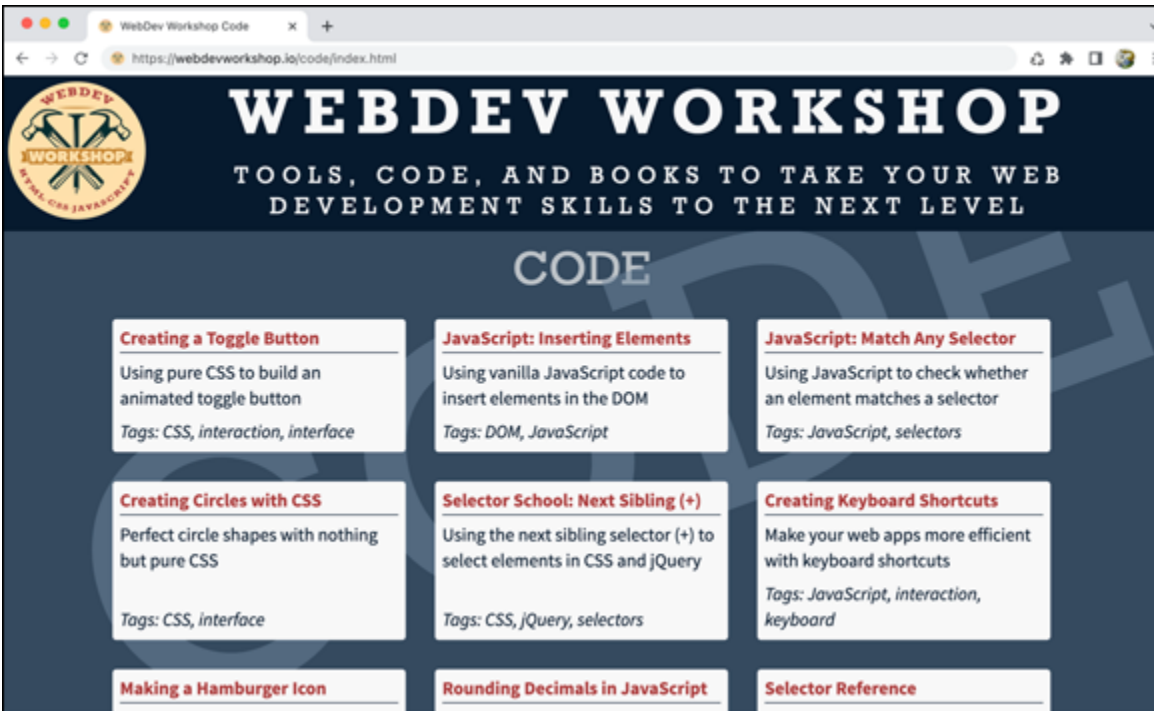 WebDev Workshop Code
https://webdevworkshop.io/code/index.html
WEBDEV
WORKSHOP
HTML CSS JAVASCRIPT
WEBDEV WORKSHOP
TOOLS, CODE, AND BOOKS TO TAKE YOUR WEB
DEVELOPMENT SKILLS TO THE NEXT LEVEL
CODE
CODE
Creating a Toggle Button
Using pure CSS to build an
animated toggle button
Tags: CSS, interaction, interface
JavaScript: Inserting Elements
Using vanilla JavaScript code to
insert elements in the DOM
Tags: DOM, JavaScript
JavaScript: Match Any Selector
Using JavaScript to check whether
an element matches a selector
Tags: JavaScript, selectors
Creating Circles with CSS
Perfect circle shapes with nothing
but pure CSS
Tags: CSS, interface
Selector School: Next Sibling (+)
Using the next sibling selector (+) to
select elements in CSS and jQuery
Tags: CSS, jQuery, selectors
Creating Keyboard Shortcuts
Make your web apps more efficient
with keyboard shortcuts
Tags: JavaScript, interaction,
keyboard
Making a Hamburger Icon
Rounding Decimals in JavaScript
Selector Reference